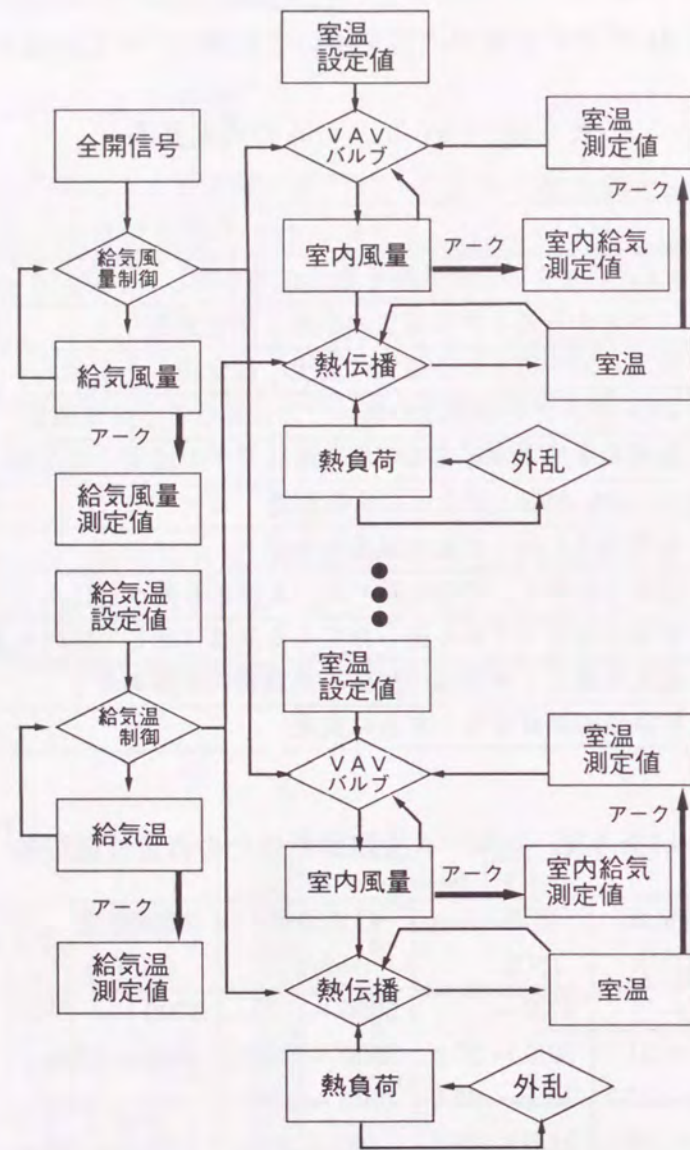 室温
設定値
全開信号
VAV
バルブ
室温
測定値
アーク
給気風
量制御
室内風量
アーク
室内給気
測定値
給気風量
熱伝播
室温
アーク
熱負荷
外乱
給気風量
測定値
給気温
設定値
室温
設定値
給気温
制御
VAV
バルブ
室温
測定値
アーク
給気温
室内風量
アーク
室内給気
測定値
アーク
給気温
測定値
熱伝播
室温
熱負荷
外乱